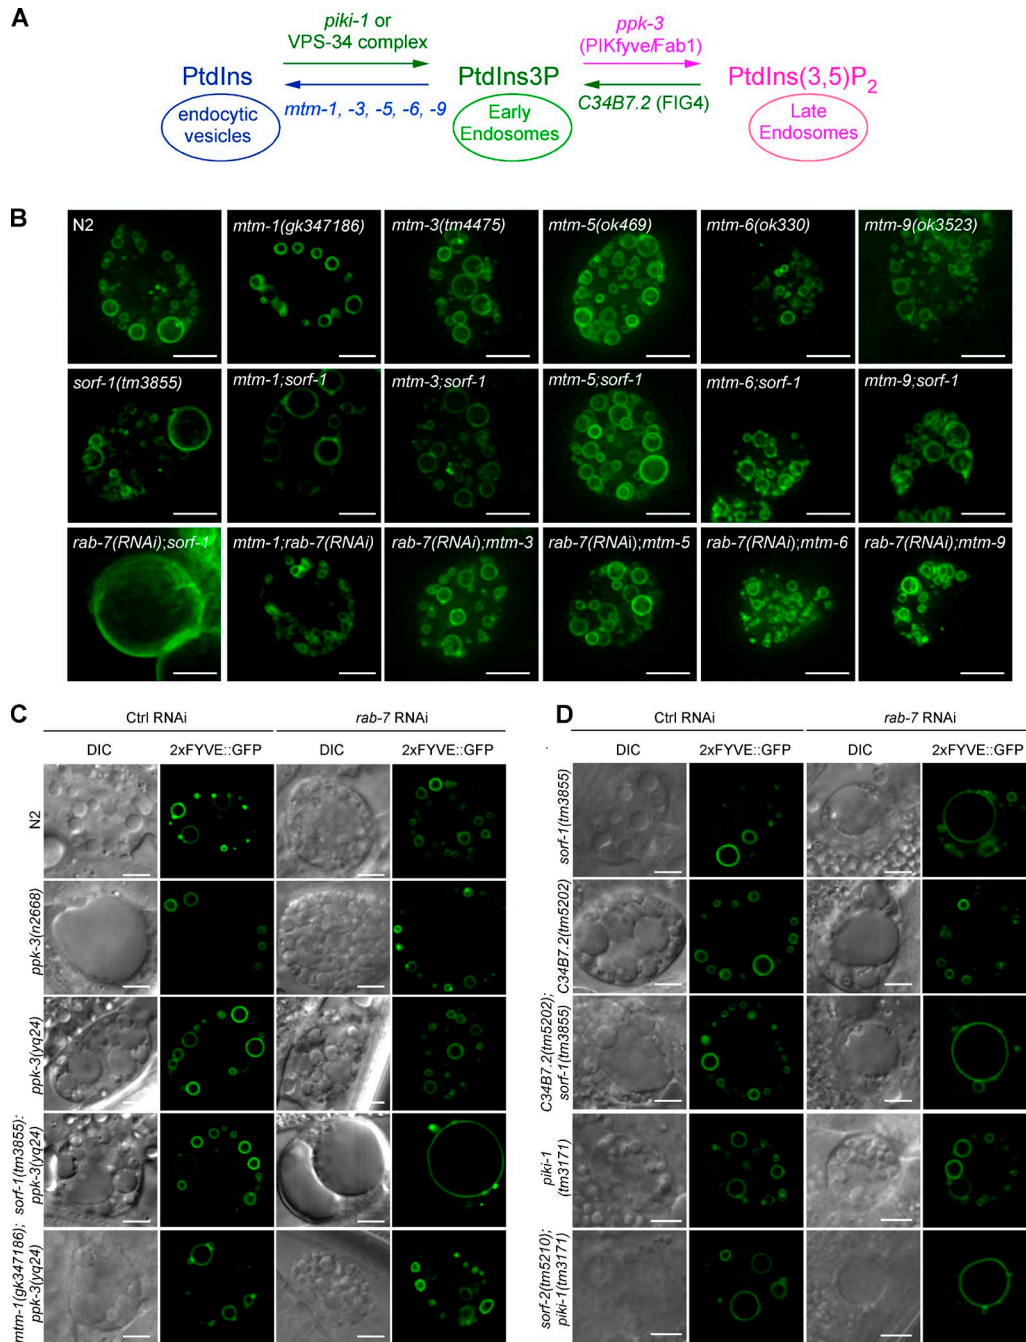 A
piki-1 or
VPS-34 complex
ppk-3
(PIKfyve/Fab1)
PtdIns
PtdIns3P
PtdIns(3,5)P2
mtm-1, -3, -5, -6, -9
C34B7.2 (FIG4)
endocytic
vesicles
Early
Endosomes
Late
Endosomes
B
N2
mtm-1(gk347186)
mtm-3(tm4475)
mtm-5(ok469)
mtm-6(ok330)
mtm-9(ok3523)
sorf-1(tm3855)
mtm-1;sorf-1
mtm-3;sorf-1
mtm-5;sorf-1
mtm-6;sorf-1
mtm-9;sorf-1
rab-7(RNAi);sorf-1
mtm-1;rab-7(RNAi)
rab-7(RNAi);mtm-3
rab-7(RNAi);mtm-5
rab-7(RNAi);mtm-6
rab-7(RNAi);mtm-9
C
Ctrl RNAi
rab-7 RNAi
DIC
2xFYVE::GFP
DIC
2xFYVE::GFP
N2
ppk-3(n2668)
ppk-3(yq24)
sorf-1(tm3855);
ppk-3(yq24)
mtm-1(gk347186);
ppk-3(yq24)
D
Ctrl RNAi
rab-7 RNAi
DIC
2xFYVE::GFP
DIC
2xFYVE::GFP
sorf-1(tm3855)
C34B7.2(tm5202)
C34B7.2(tm5202);
sorf-1(tm3855)
piki-1
(tm3171)
sorf-2(tm5210);
piki-1(tm3171)